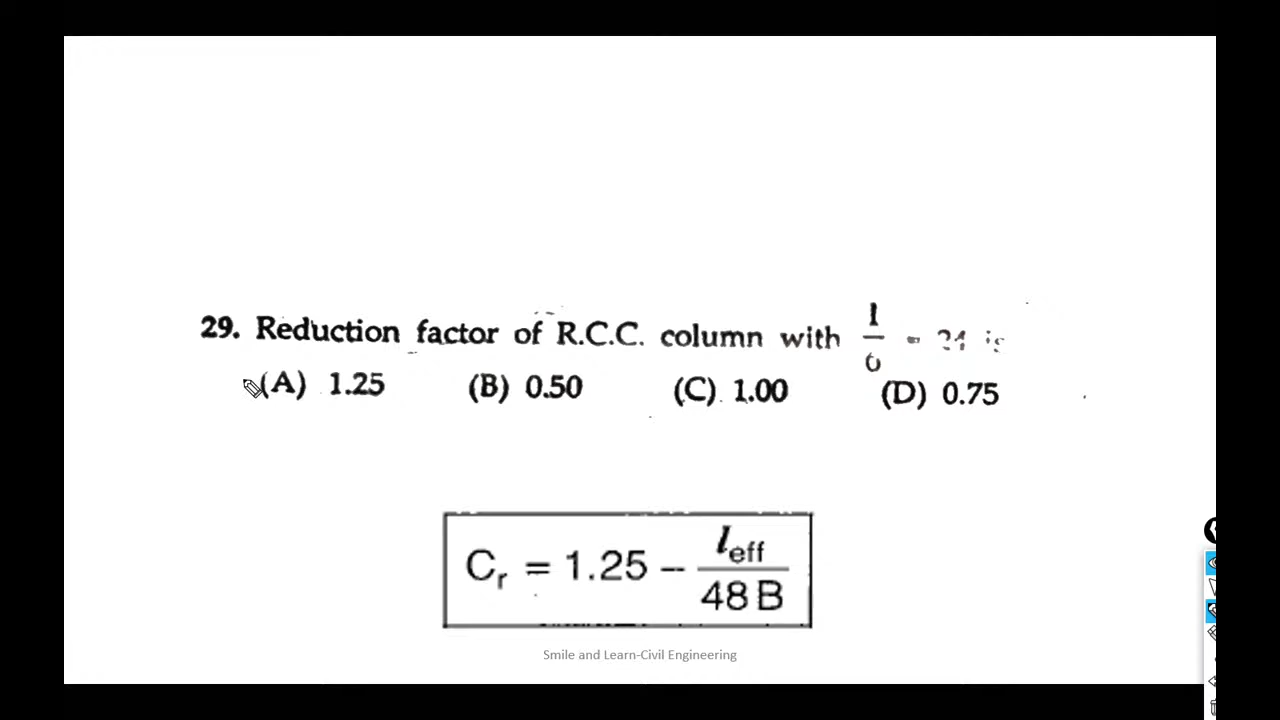 29. Reduction factor of R.C.C. column with l/b = 24 is
(A) 1.25 (B) 0.50 (C) 1.00 (D) 0.75
Cr = 1.25 – leff/48 B
Smile and Learn-Civil Engineering